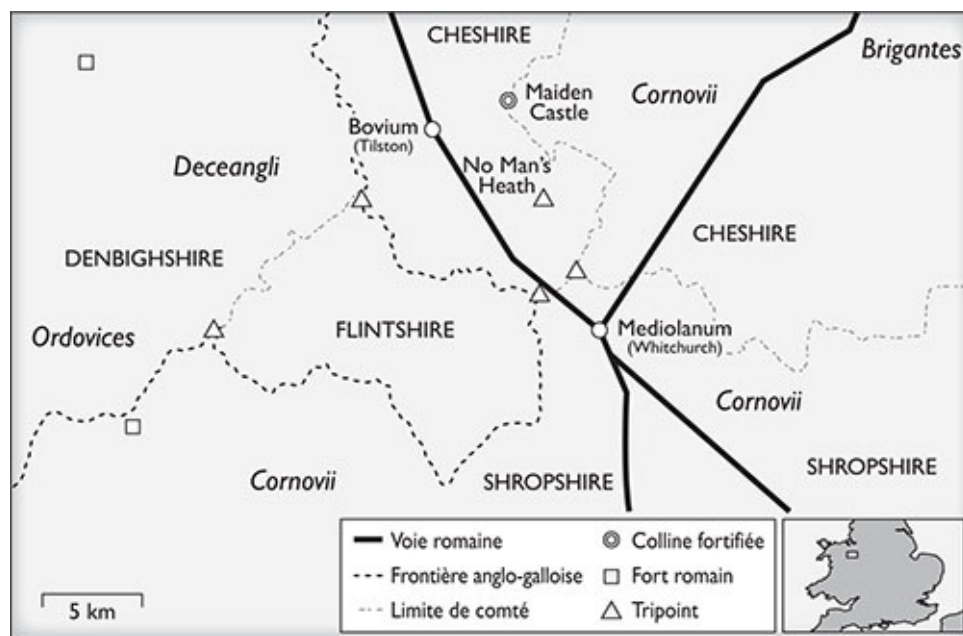 CHESHIRE
Brigantes
Maiden
Castle
Cornovii
Bovium
(Tilston)
No Man's
Heath
Deceangli
CHESHIRE
DENBIGHSHIRE
Ordovices
FLINTSHIRE
Mediolanum
(Whitchurch)
Cornovii
Cornovii
SHROPSHIRE
SHROPSHIRE
Voie romaine
Colline fortifiée
Frontière anglo-galloise
Fort romain
Limite de comté
Tripoint
5 km